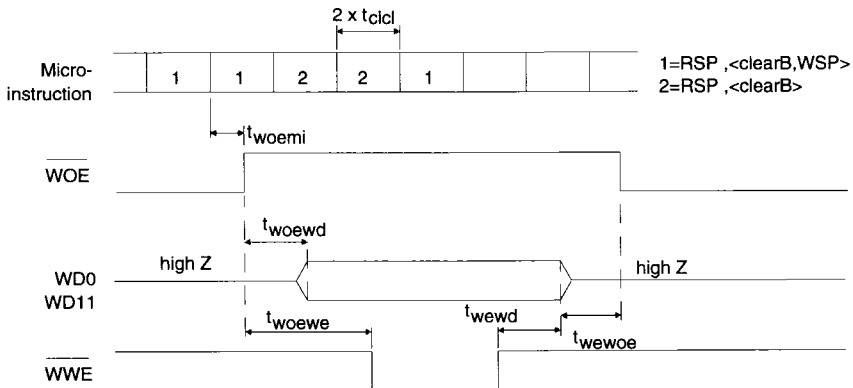 2 x tclcl
Micro-
instruction
1 1 2 2 1
1=RSP ,<clearB,WSP>
2=RSP ,<clearB>
twoemi
WOE
twoewd
high Z
high Z
WD0
WD11
twoewe
twewd
twewoe
WWE